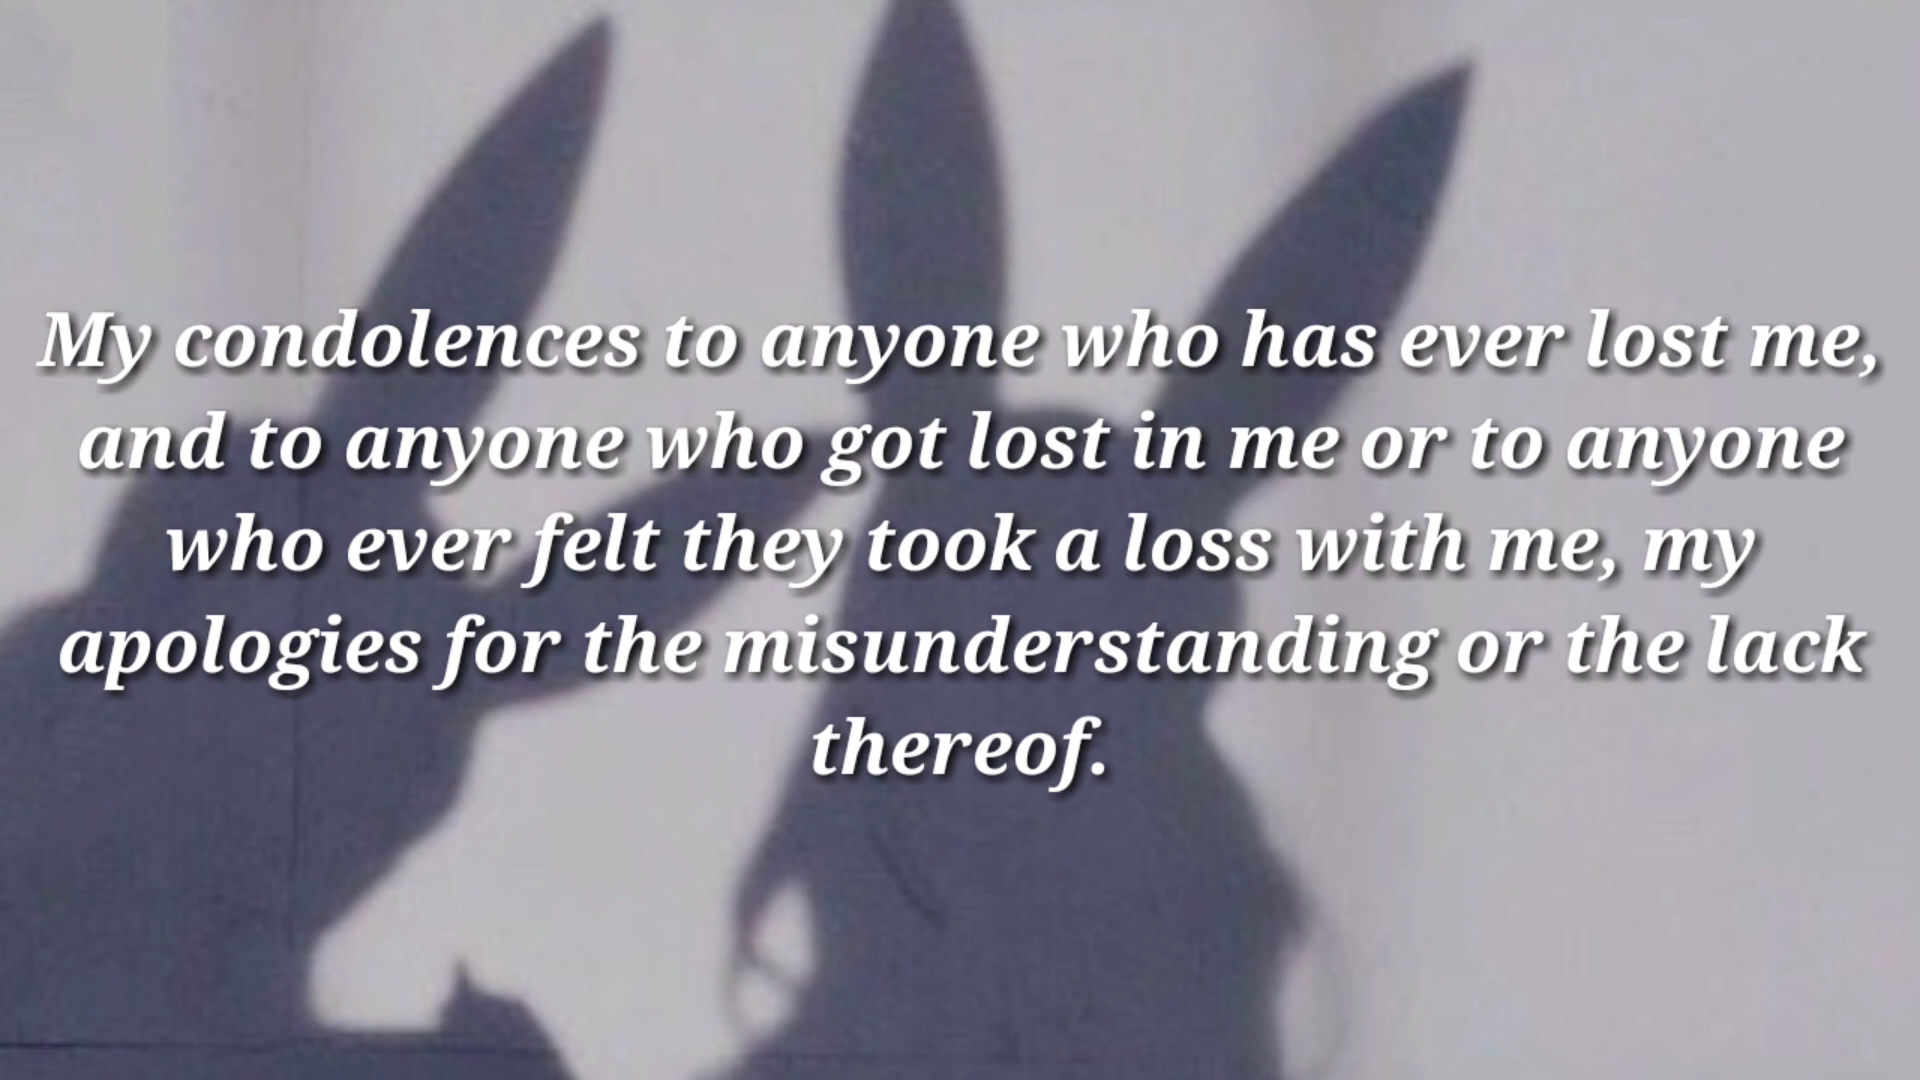 My condolences to anyone who has ever lost me,
and to anyone who got lost in me or to anyone
who ever felt they took a loss with me, my
apologies for the misunderstanding or the lack
thereof.